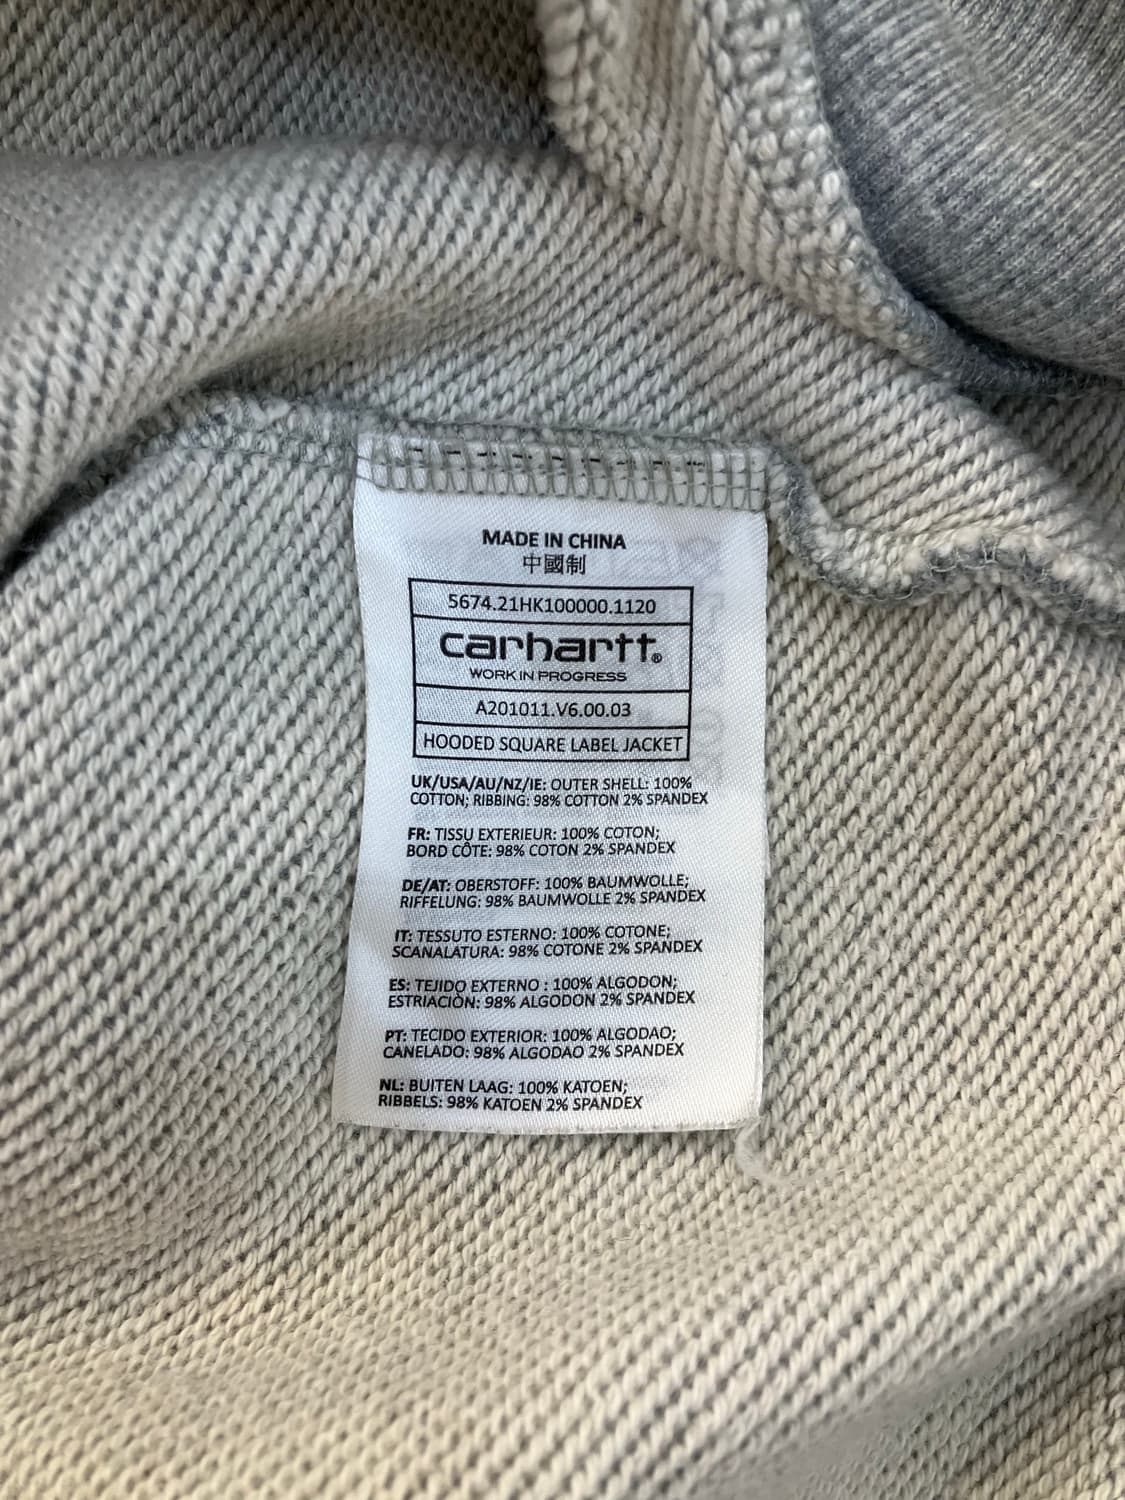 MADE IN CHINA
中國制
5674.21HK100000.1120
carhartt®
WORK IN PROGRESS
A201011.V6.00.03
HOODED SQUARE LABEL JACKET
UK/USA/AU/NZ/IE: OUTER SHELL: 100%
COTTON; RIBBING: 98% COTTON 2% SPANDEX
FR: TISSU EXTERIEUR: 100% COTON;
BORD CÔTE: 98% COTON 2% SPANDEX
DE/AT: OBERSTOFF: 100% BAUMWOLLE;
RIFFELUNG: 98% BAUMWOLLE 2% SPANDEX
IT: TESSUTO ESTERNO: 100% COTONE;
SCANALATURA: 98% COTONE 2% SPANDEX
ES: TEJIDO EXTERNO : 100% ALGODON;
ESTRIACIÒN: 98% ALGODON 2% SPANDEX
PT: TECIDO EXTERIOR: 100% ALGODAO;
CANELADO: 98% ALGODAO 2% SPANDEX
NL: BUITEN LAAG: 100% KATOEN;
RIBBELS: 98% KATOEN 2% SPANDEX